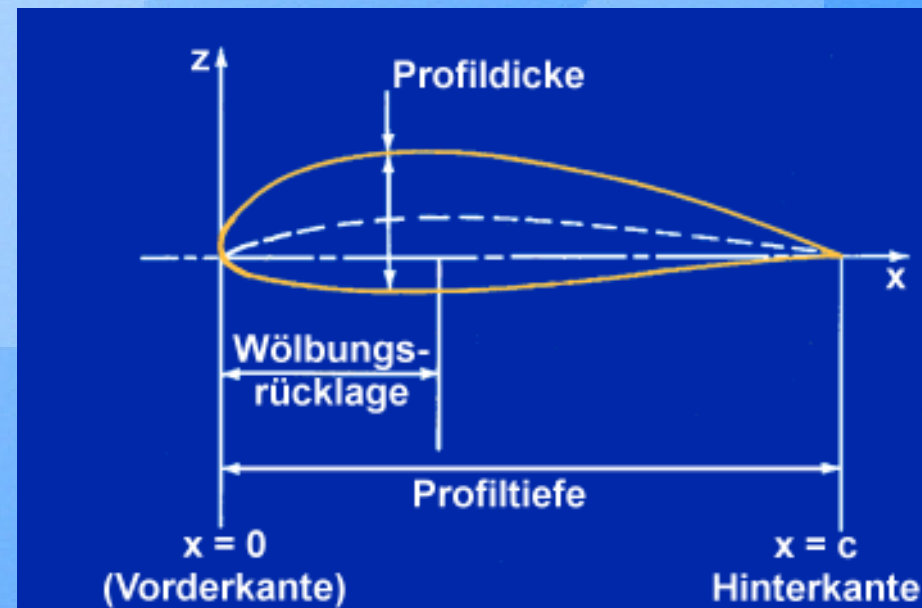 z
Profildicke
x
Wölbungs-
rücklage
Profiltiefe
x = 0
(Vorderkante)
x = c
Hinterkante